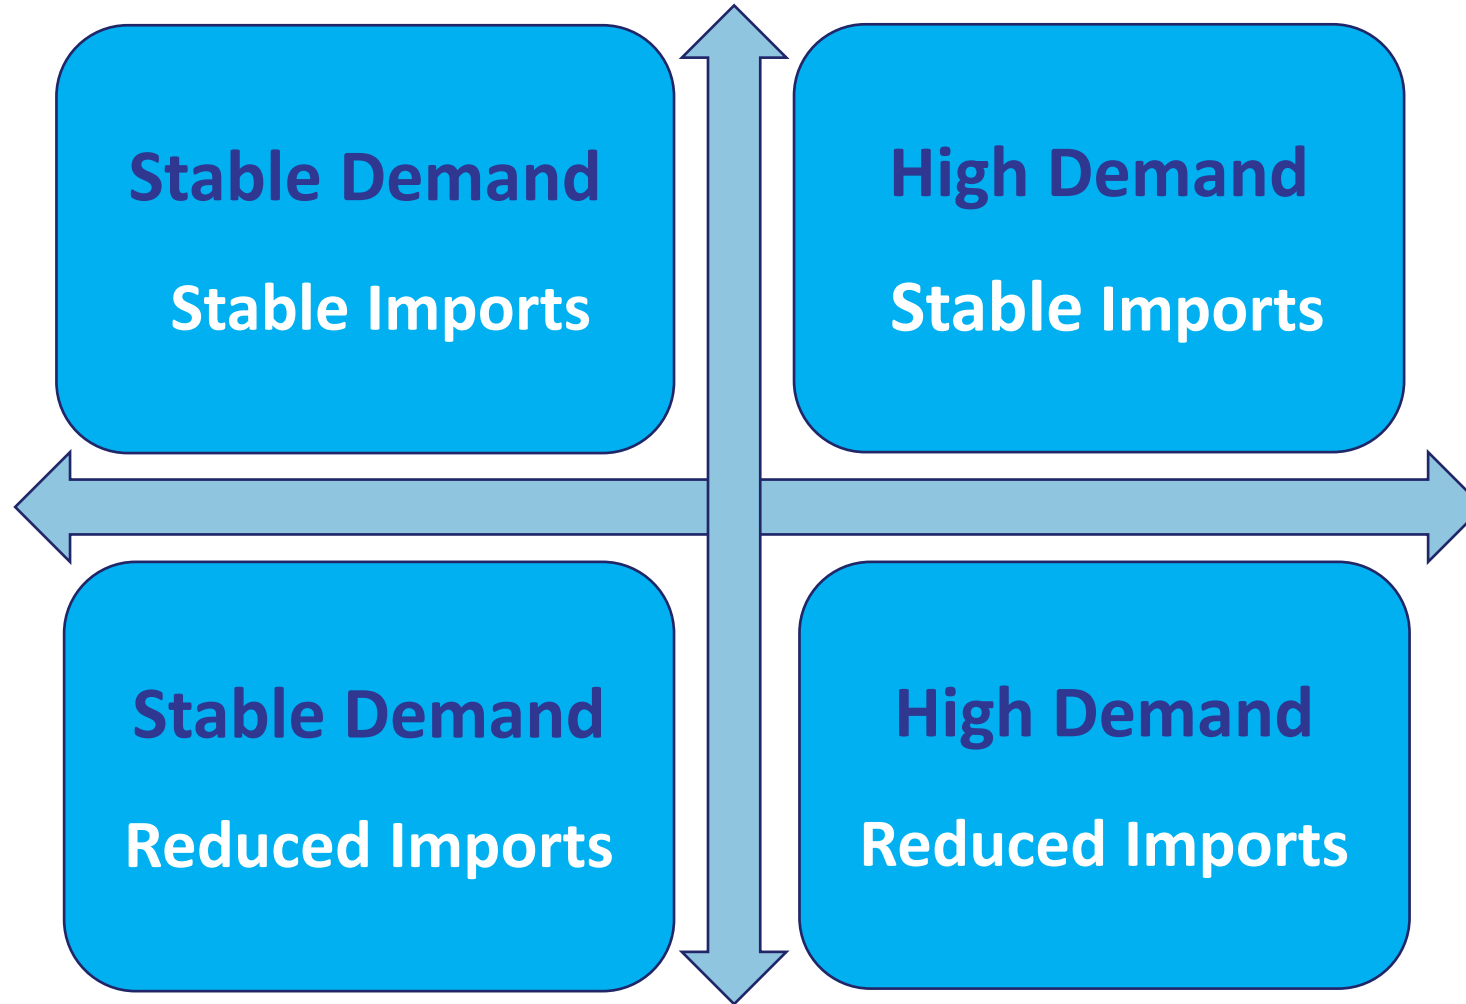 Stable Demand
Stable Imports
High Demand
Stable Imports
Stable Demand
Reduced Imports
High Demand
Reduced Imports